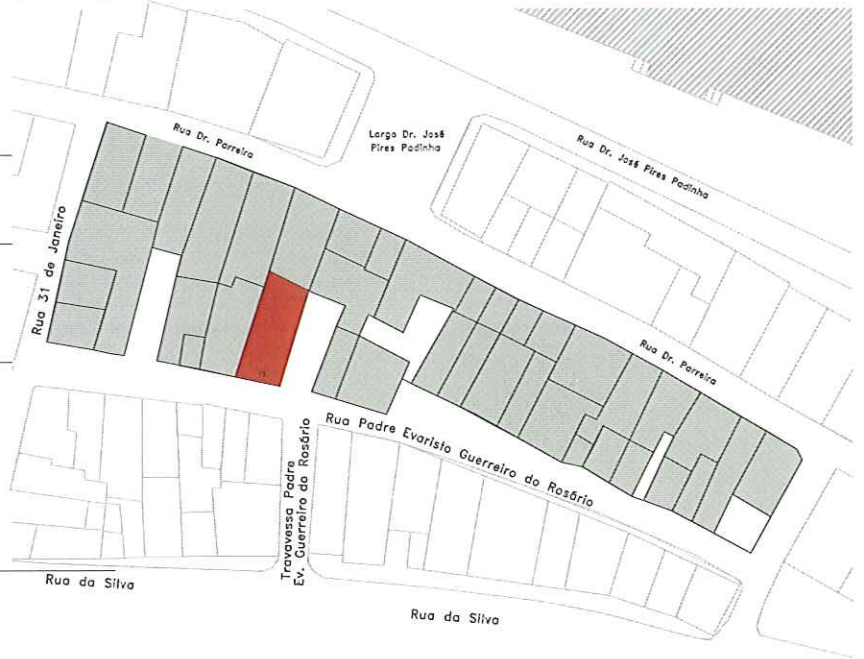 Rua Dr. Parreira
Largo Dr. José
Pires Padinha
Rua Dr. José Pires Padinha
Rua 31 de Janeiro
Rua Dr. Parreira
Rua Padre Evaristo Guerreiro do Rosário
Travavessa Padre
Ev. Guerreiro do Rosário
Rua da Silva
Rua da Silva